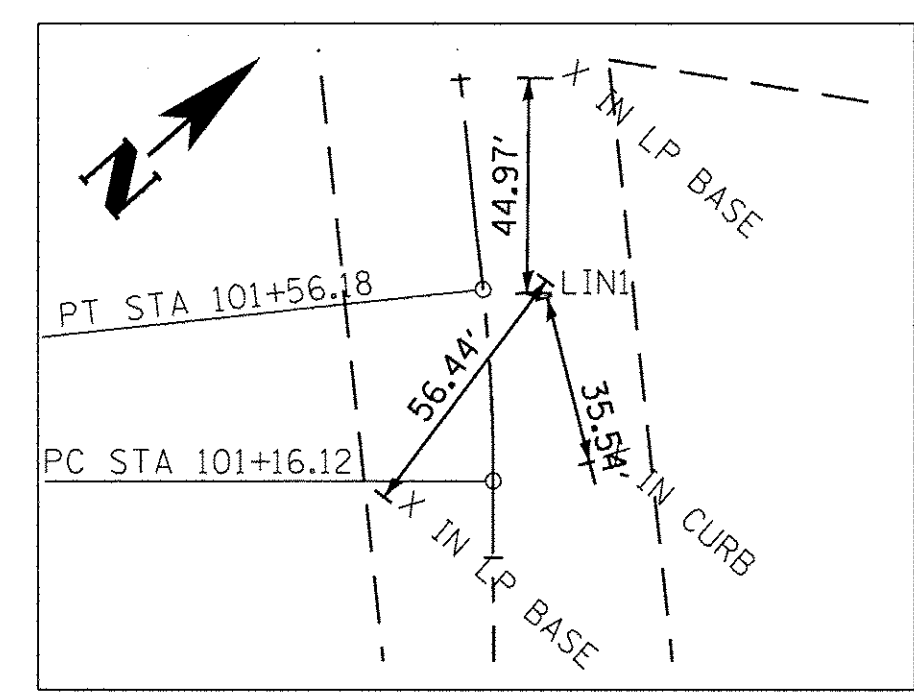 N
X IN LP BASE
44.97'
LIN1
PT STA 101+56.18
56.44'
35.54'
X IN CURB
PC STA 101+16.12
X IN LP BASE